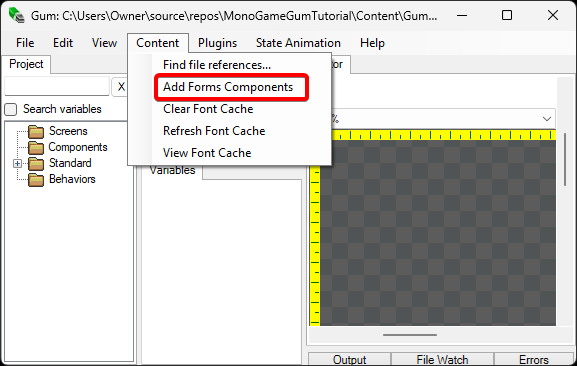 Gum: C:\Users\Owner\source\repos\MonoGameGumTutorial\Content\Gum...
File Edit View Content Plugins State Animation Help
Project
Find file references...
X
Add Forms Components
Search variables
Clear Font Cache
%
Screens
Refresh Font Cache
Components
View Font Cache
Standard
Variables
Behaviors
Output File Watch Errors